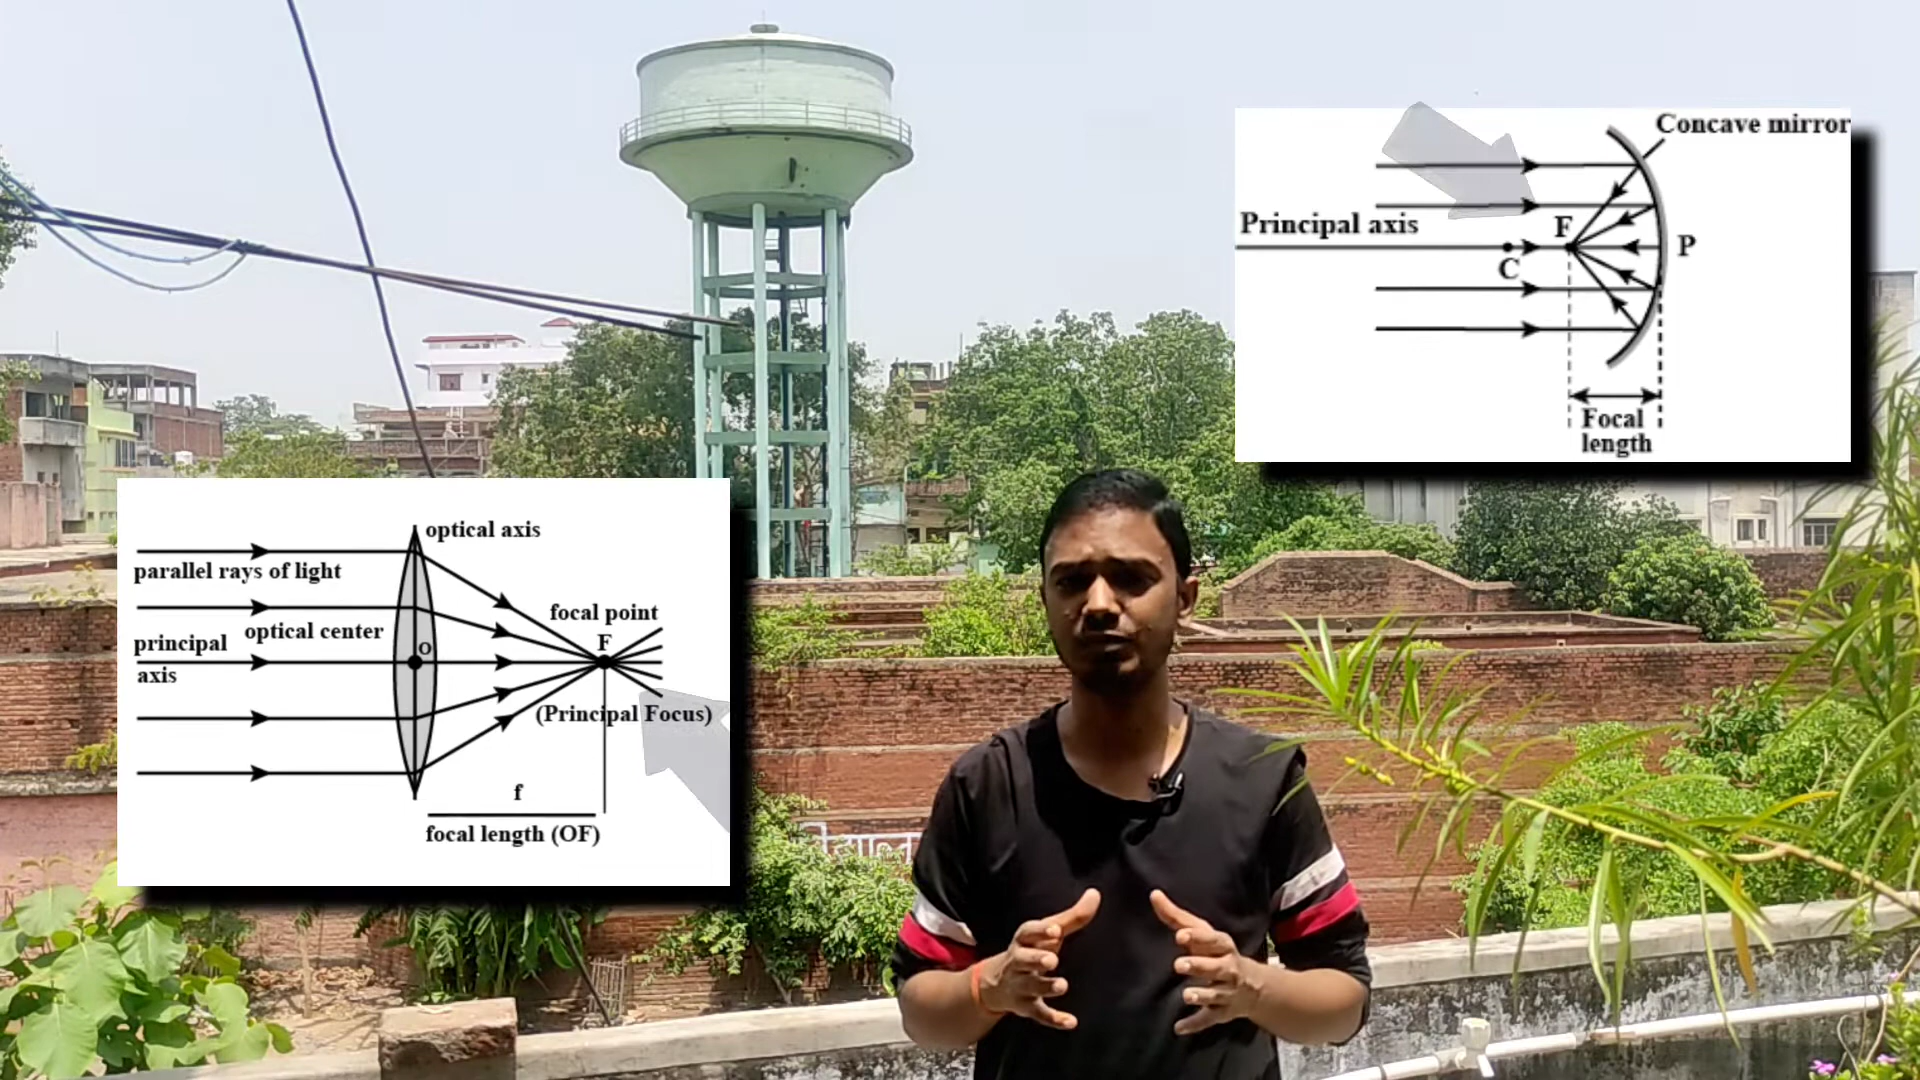 Concave mirror
Principal axis
F
C
P
Focal
length
optical axis
parallel rays of light
optical center
principal
axis
O
focal point
F
(Principal Focus)
f
focal length (OF)